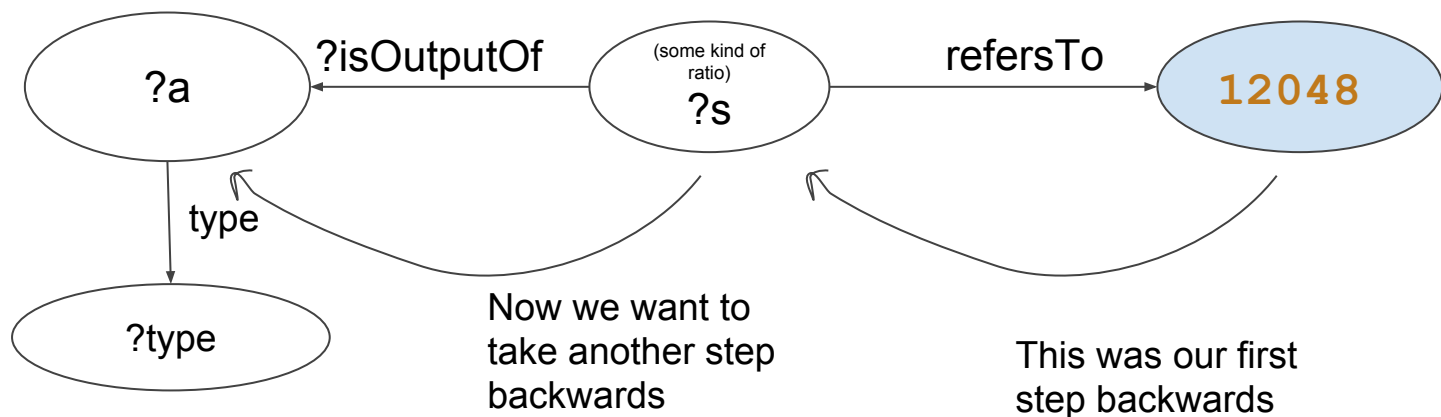 ?a
?isOutputOf
(some kind of
ratio)
?s
refersTo
12048
type
?type
Now we want to
take another step
backwards
This was our first
step backwards